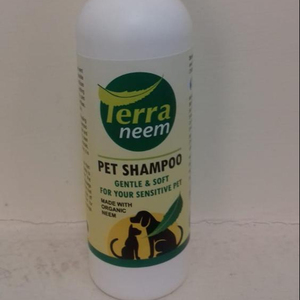 Terra
neem
PET SHAMPOO
GENTLE & SOFT
FOR YOUR SENSITIVE PET
MADE WITH
ORGANIC
NEEM